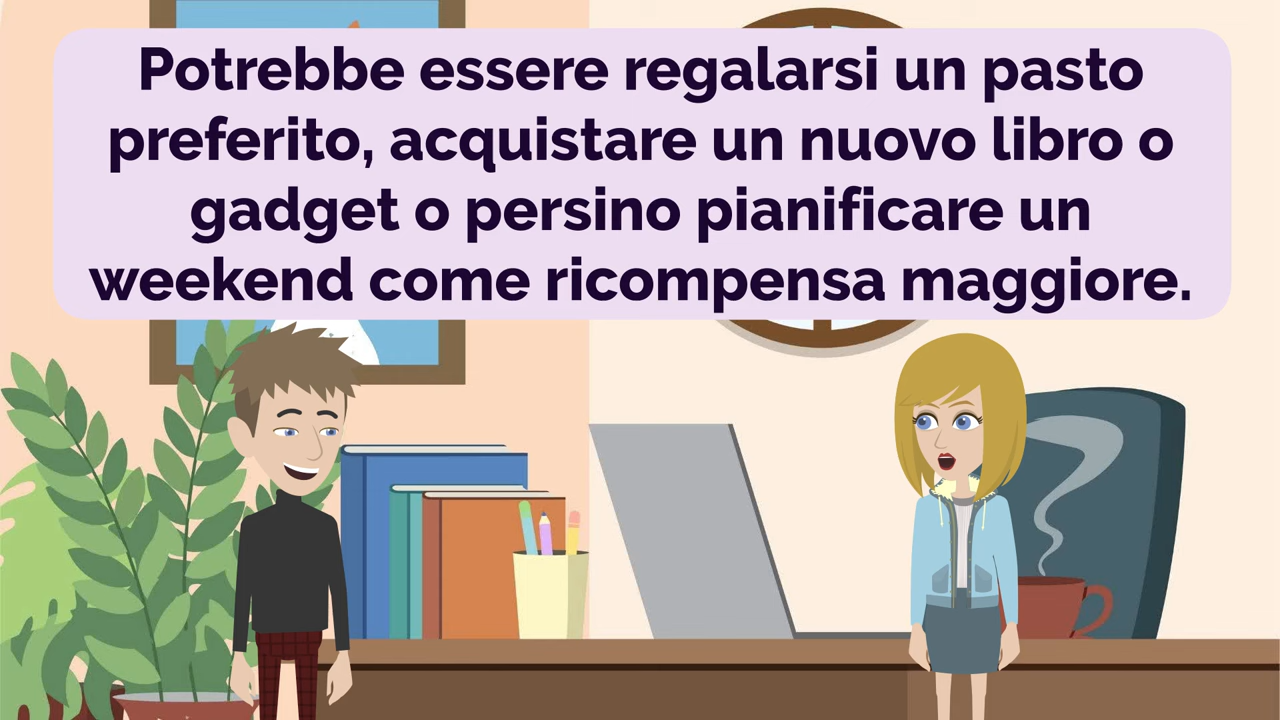 Potrebbe essere regalarsi un pasto
preferito, acquistare un nuovo libro o
gadget o persino pianificare un
weekend come ricompensa maggiore.